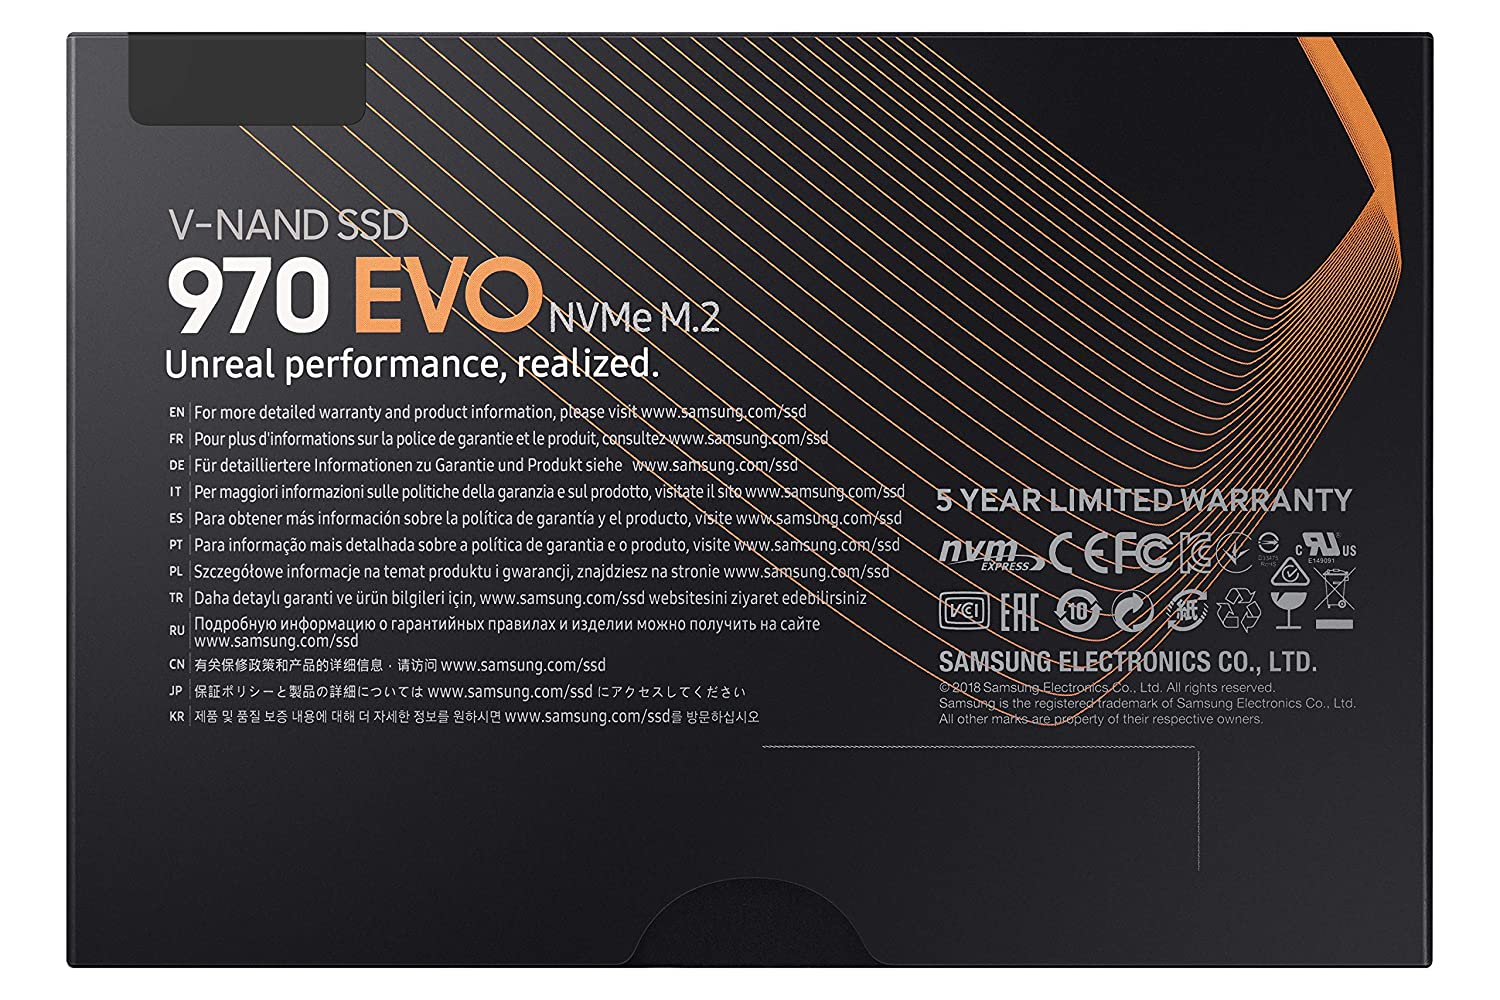 V-NAND SSD
970 EVO NVMe M.2
Unreal performance, realized.
EN For more detailed warranty and product information, please visit www.samsung.com/ssd
FR Pour plus d'informations sur la police de garantie et le produit, consultez www.samsung.com/ssd
DE Für detailliertere Informationen zu Garantie und Produkt siehe www.samsung.com/ssd
IT Per maggiori informazioni sulle politiche della garanzia e sul prodotto, visitate il sito www.samsung.com/ssd
ES Para obtener más información sobre la política de garantía y el producto, visite www.samsung.com/ssd
PT Para informação mais detalhada sobre a política de garantia e o produto, visite www.samsung.com/ssd
PL Szczegółowe informacje na temat produktu i gwarancji, znajdziesz na stronie www.samsung.com/ssd
TR Daha detaylı garanti ve ürün bilgileri için, www.samsung.com/ssd websitesini ziyaret edebilirsiniz
RU Подробную информацию о гарантийных правилах и изделии можно получить на сайте
www.samsung.com/ssd
CN 有关保修政策和产品的详细信息，请访问 www.samsung.com/ssd
JP 保証ポリシーと製品の詳細については www.samsung.com/ssd にアクセスしてください
KR 제품 및 품질 보증 내용에 대해 더 자세한 정보를 원하시면 www.samsung.com/ssd를 방문하십시오
5 YEAR LIMITED WARRANTY
nvm EXPRESS CE FC C RU US
E149091
VCI EAC 10 紙
SAMSUNG ELECTRONICS CO., LTD.
© 2018 Samsung Electronics Co., Ltd. All rights reserved.
Samsung is the registered trademark of Samsung Electronics Co., Ltd.
All other marks are property of their respective owners.